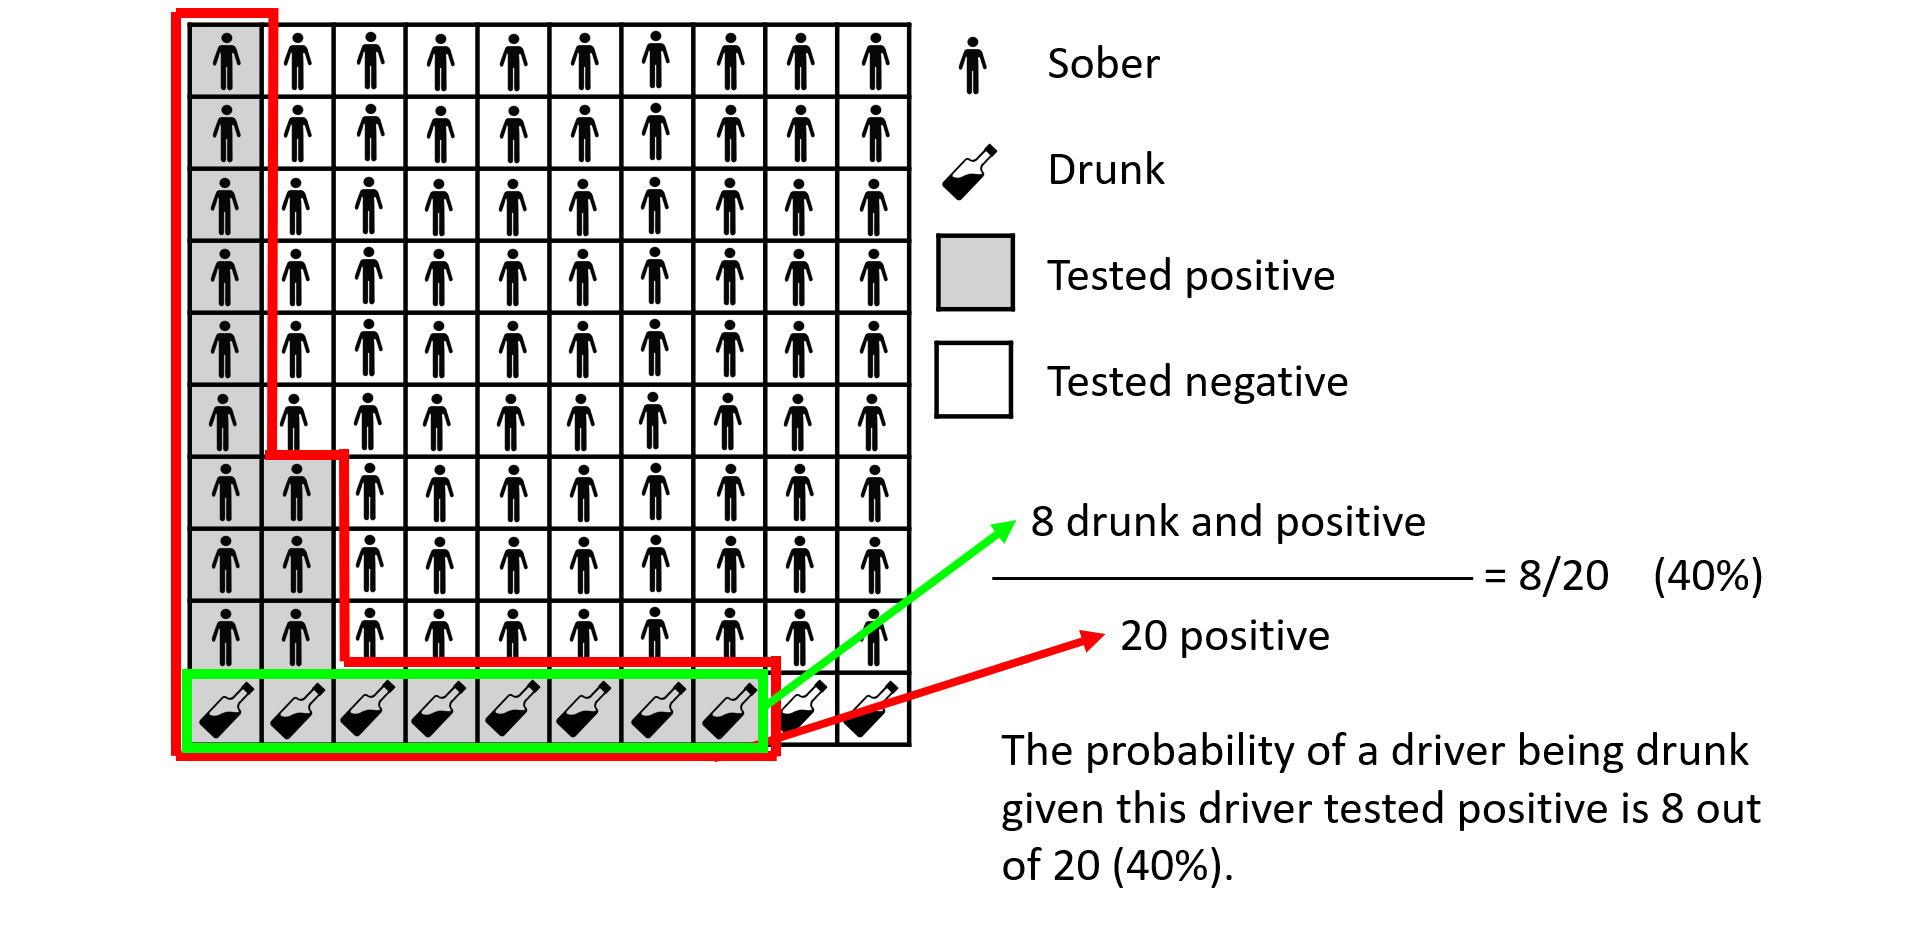 Sober
Drunk
Tested positive
Tested negative
8 drunk and positive
= 8/20 (40%)
20 positive
The probability of a driver being drunk
given this driver tested positive is 8 out
of 20 (40%).